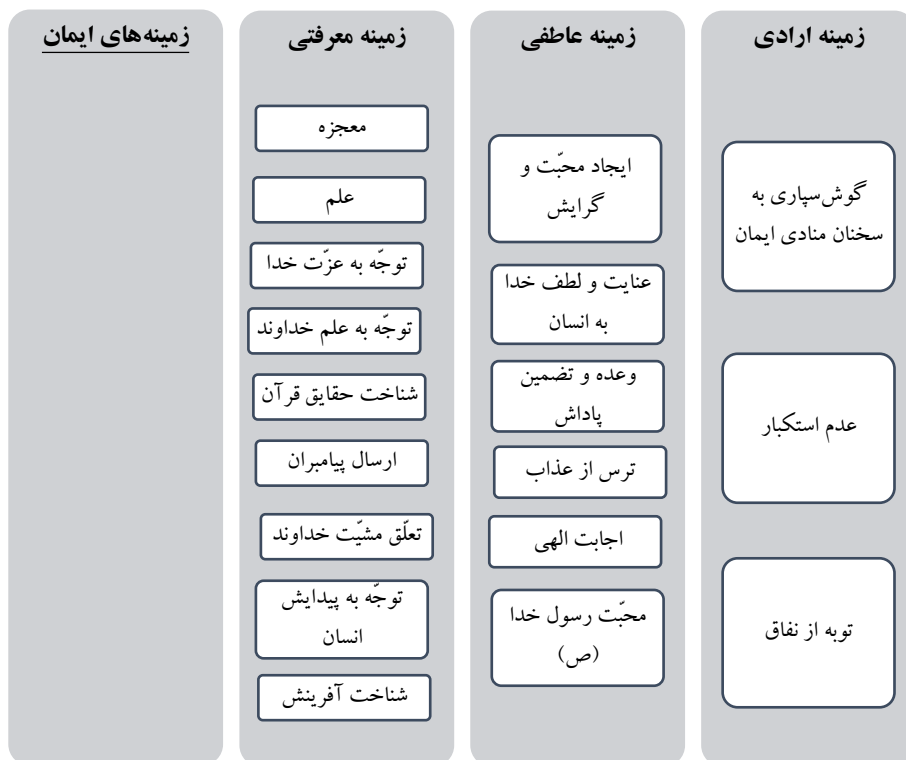 زمینه‌های ایمان
زمینه معرفتی
معجزه
علم
توجّه به عزّت خدا
توجّه به علم خداوند
شناخت حقایق قرآن
ارسال پیامبران
تعلّق مشیّت خداوند
توجّه به پیدایش
انسان
شناخت آفرینش
زمینه عاطفی
ایجاد محبّت و
گرایش
عنایت و لطف خدا
به انسان
وعده و تضمین
پاداش
ترس از عذاب
اجابت الهی
محبّت رسول خدا
(ص)
زمینه ارادی
گوش‌سپاری به
سخنان منادی ایمان
عدم استکبار
توبه از نفاق